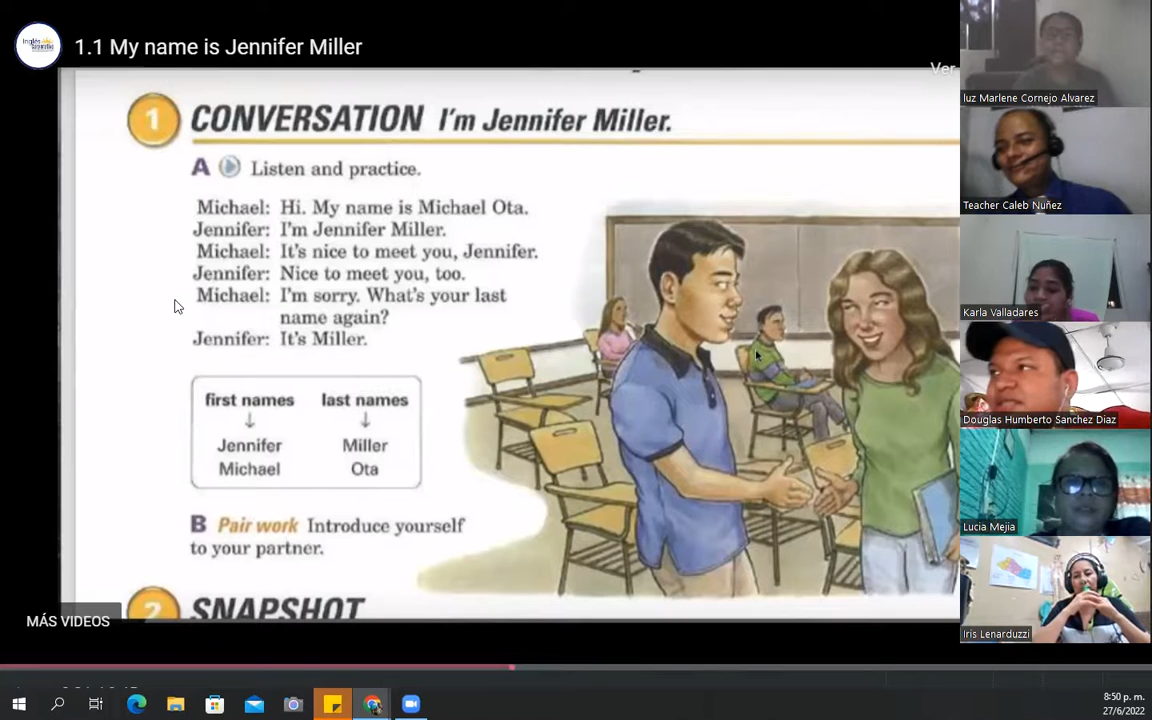 1.1 My name is Jennifer Miller
Ver
1 CONVERSATION I'm Jennifer Miller.
A Listen and practice.
Michael: Hi. My name is Michael Ota.
Jennifer: I'm Jennifer Miller.
Michael: It's nice to meet you, Jennifer.
Jennifer: Nice to meet you, too.
Michael: I'm sorry. What's your last
name again?
Jennifer: It's Miller.
first names last names
Jennifer Miller
Michael Ota
B Pair work Introduce yourself
to your partner.
2 SNAPSHOT
MÁS VIDEOS
luz Marlene Cornejo Alvarez
Teacher Caleb Nuñez
Karla Valladares
Douglas Humberto Sanchez Diaz
Lucia Mejia
Iris Lenarduzzi
8:50 p. m.
27/6/2022